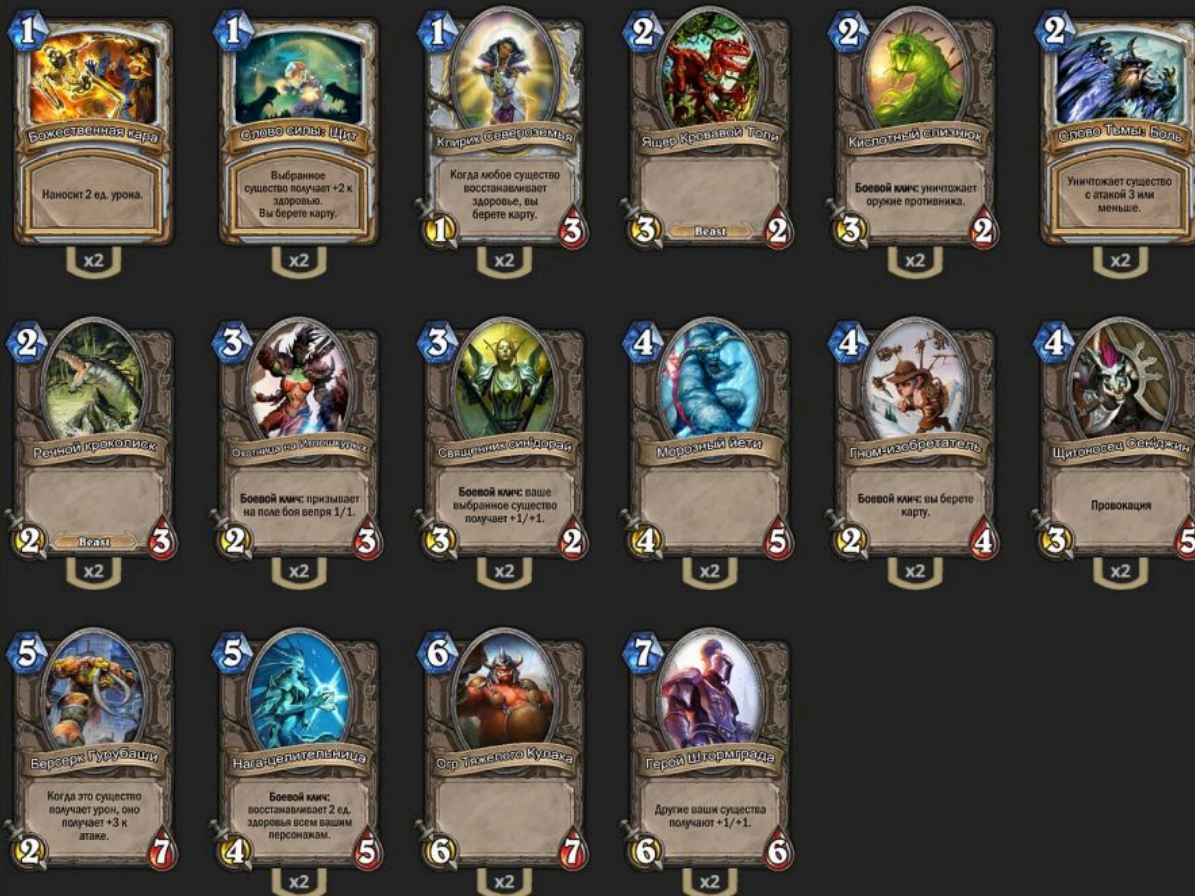 1
Божественная кара
Наносит 2 ед. урона.
x2
1
Слово силы: Щит
Выбранное
существо получает +2 к
здоровью.
Вы берете карту.
x2
1
Клирик Североземья
Когда любое существо
восстанавливает
здоровье, вы
берете карту.
1
3
x2
2
Ящер Кровавой Топи
3
Beast
2
x2
2
Кислотный слизнюк
Боевой клич: уничтожает
оружие противника.
3
2
x2
2
Слово Тьмы: Боль
Уничтожает существо
с атакой 3 или
меньше.
x2
2
Речной кроколиск
2
Beast
3
x2
3
Охотница на Иглошкурых
Боевой клич: призывает
на поле боя вепря 1/1.
2
3
x2
3
Священник син'дорай
Боевой клич: ваше
выбранное существо
получает +1/+1.
3
2
x2
4
Морозный йети
4
5
x2
4
Гном-изобретатель
Боевой клич: вы берете
карту.
2
4
x2
4
Щитоносец Сен'джин
Провокация
3
5
x2
5
Берсерк Гурубаши
Когда это существо
получает урон, оно
получает +3 к
атаке.
2
7
5
Нага-целительница
Боевой клич:
восстанавливает 2 ед.
здоровья всем вашим
персонажам.
4
5
x2
6
Огр Тяжелого Кулака
6
7
x2
7
Герой Штормграда
Другие ваши существа
получают +1/+1.
6
6
x2